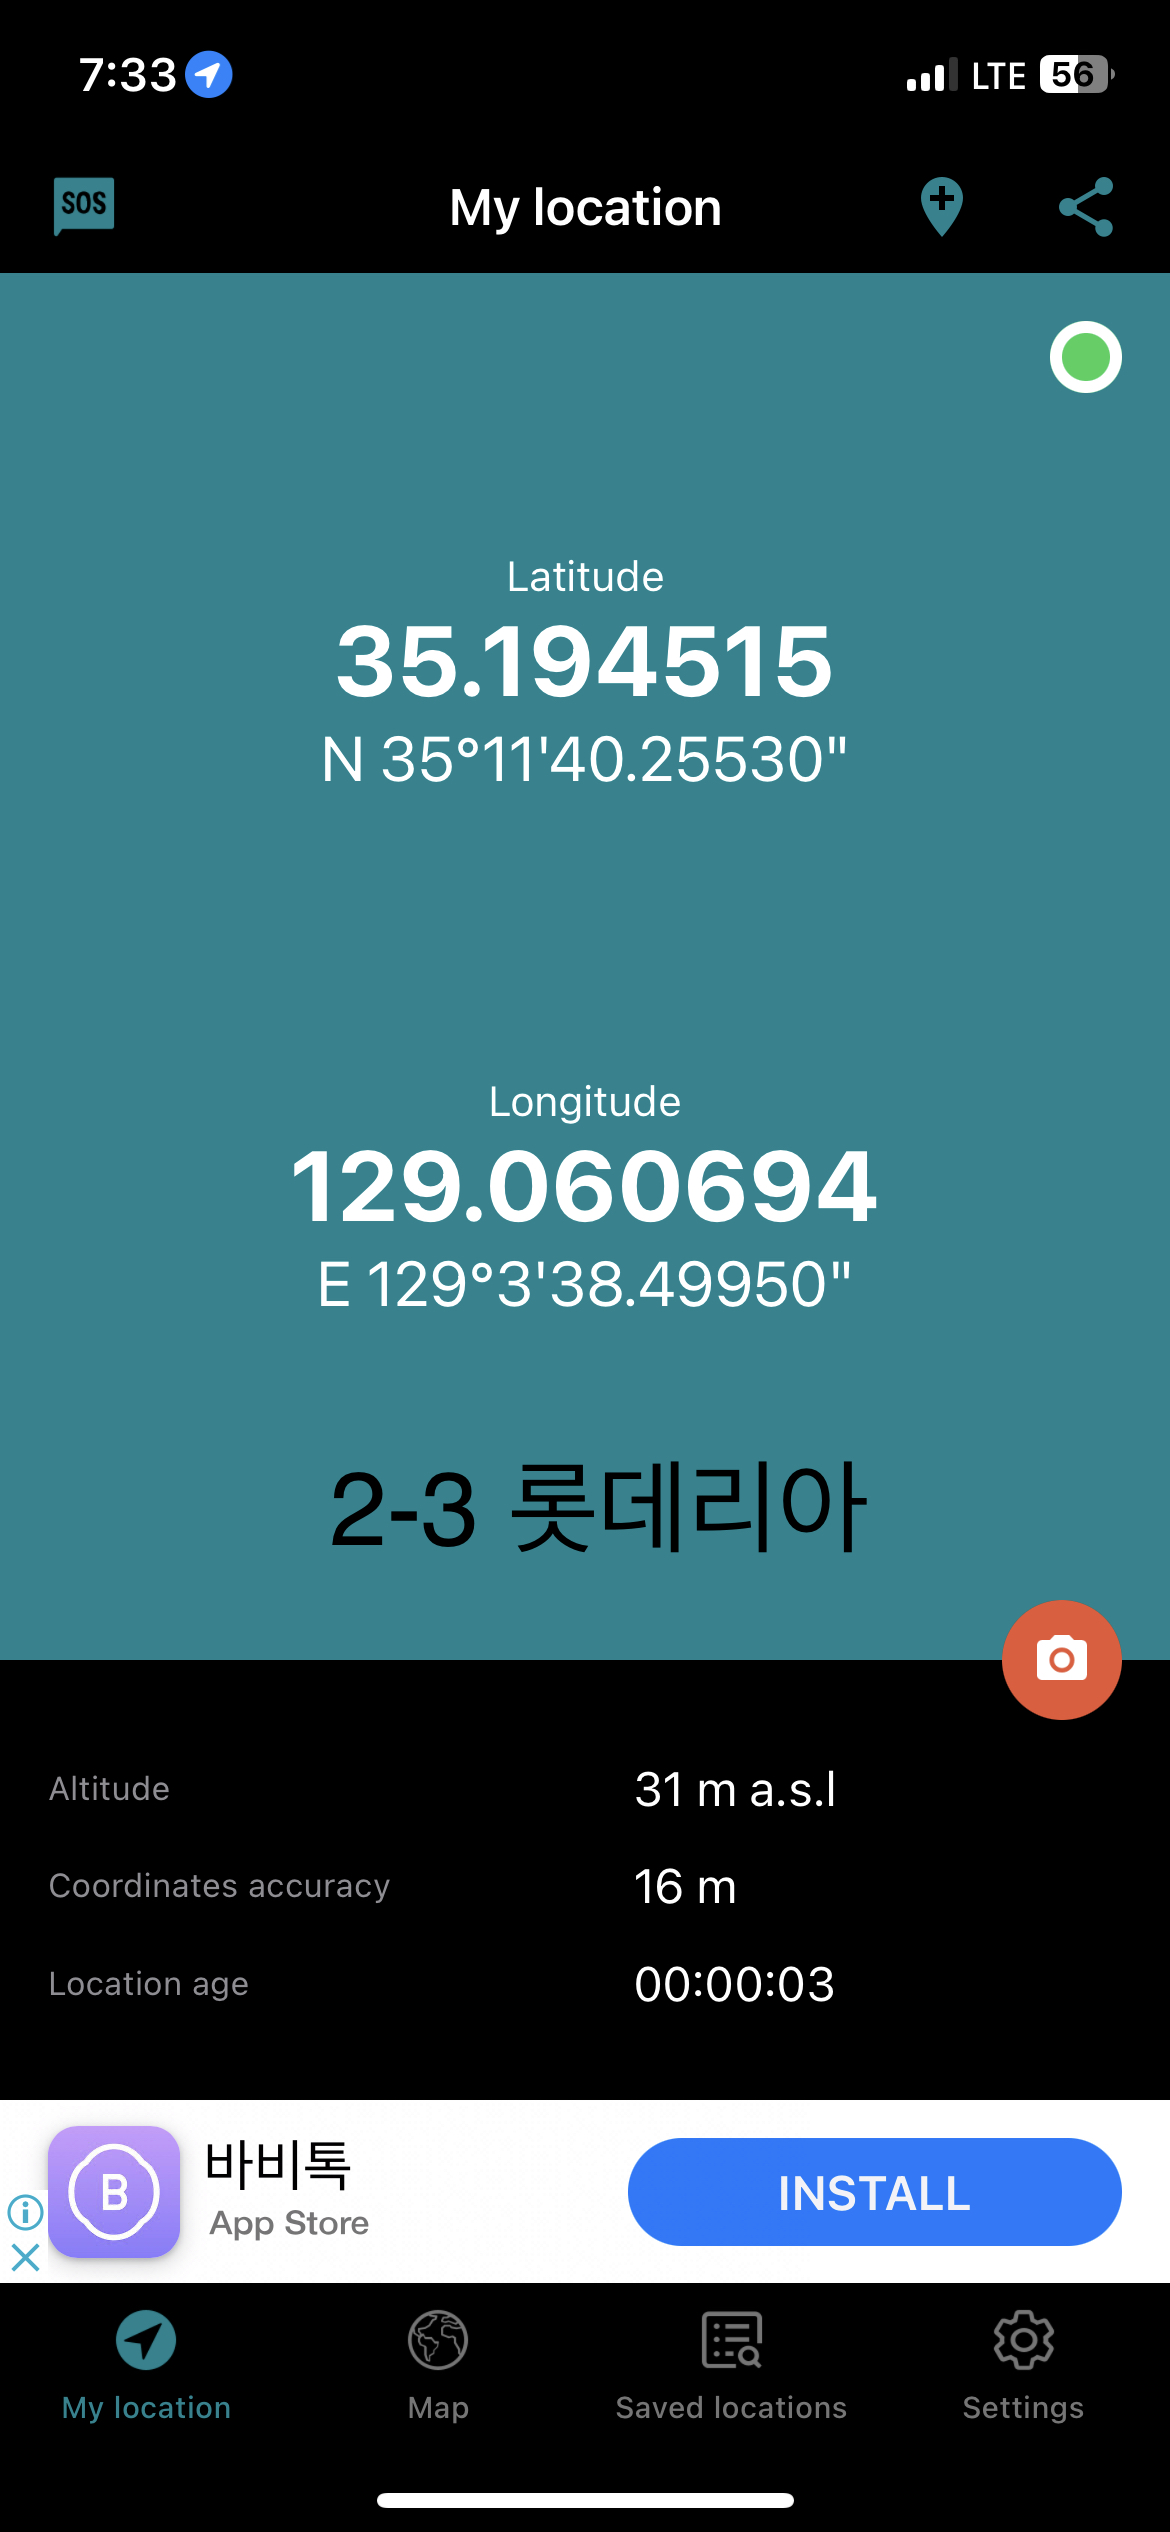 7:33
LTE 56
SOS
My location
Latitude
35.194515
N 35°11'40.25530"
Longitude
129.060694
E 129°3'38.49950"
2-3 롯데리아
Altitude 31 m a.s.l
Coordinates accuracy 16 m
Location age 00:00:03
B
바비톡
App Store
INSTALL
My location Map Saved locations Settings